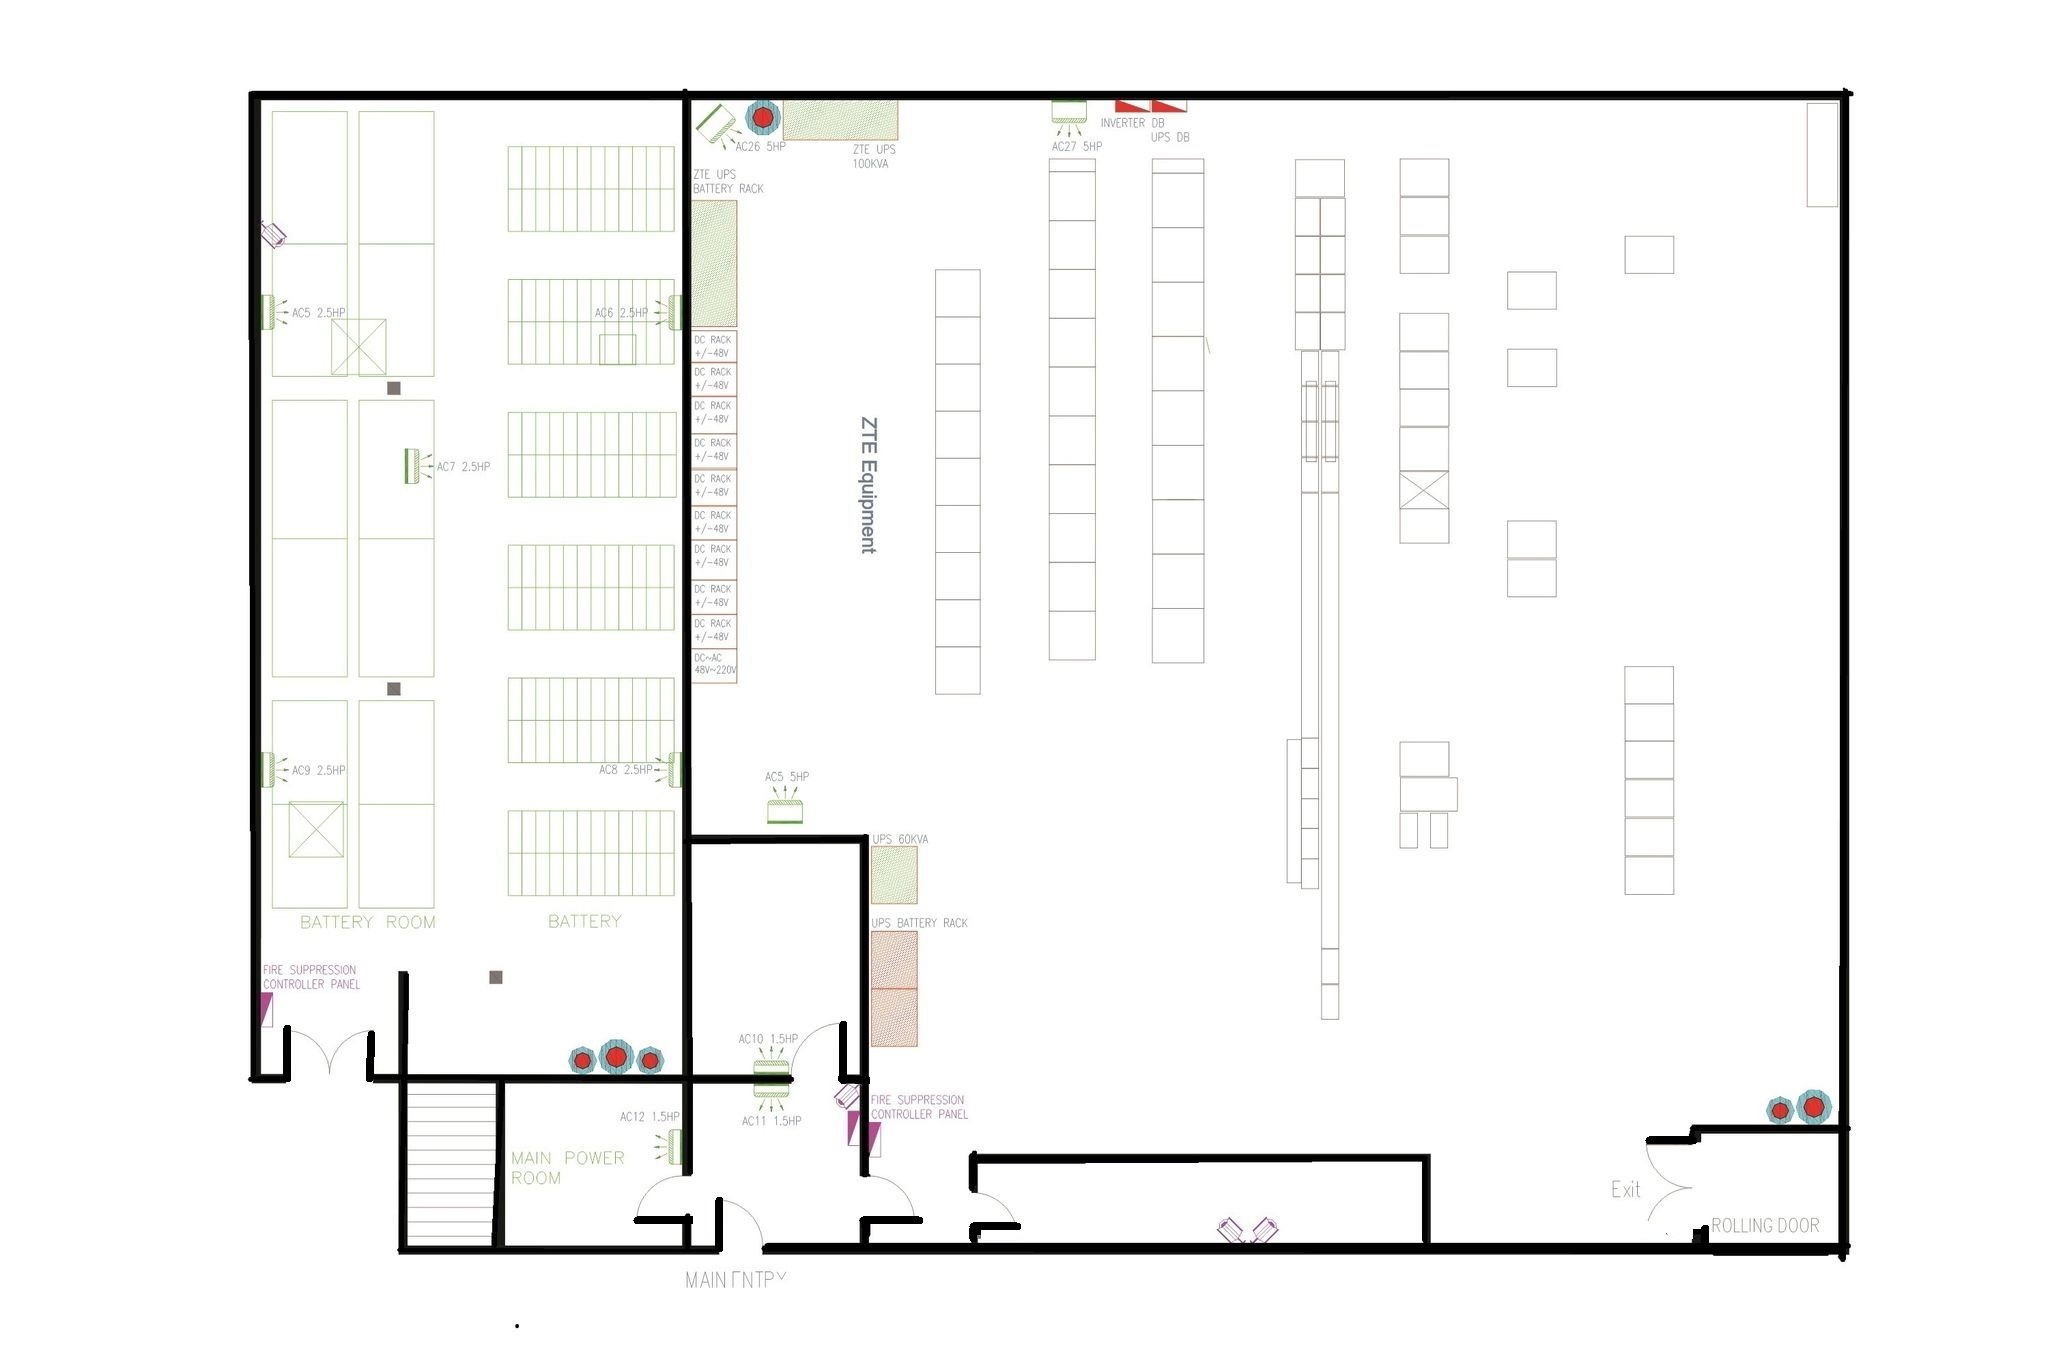 INVERTER DB
UPS DB
AC26 5HP
AC27 5HP
ZTE UPS
100KVA
ZTE UPS
BATTERY RACK
AC5 2.5HP
AC6 2.5HP
DC RACK
+/-48V
DC RACK
+/-48V
DC RACK
+/-48V
DC RACK
+/-48V
DC RACK
+/-48V
DC RACK
+/-48V
DC RACK
+/-48V
DC RACK
+/-48V
DC RACK
+/-48V
DC~AC
48V~220V
ZTE Equipment
AC7 2.5HP
AC9 2.5HP
AC8 2.5HP
AC5 5HP
UPS 60KVA
BATTERY ROOM
BATTERY
UPS BATTERY RACK
FIRE SUPPRESSION
CONTROLLER PANEL
AC10 1.5HP
AC11 1.5HP
AC12 1.5HP
FIRE SUPPRESSION
CONTROLLER PANEL
MAIN POWER
ROOM
Exit
ROLLING DOOR
MAIN ENTRY